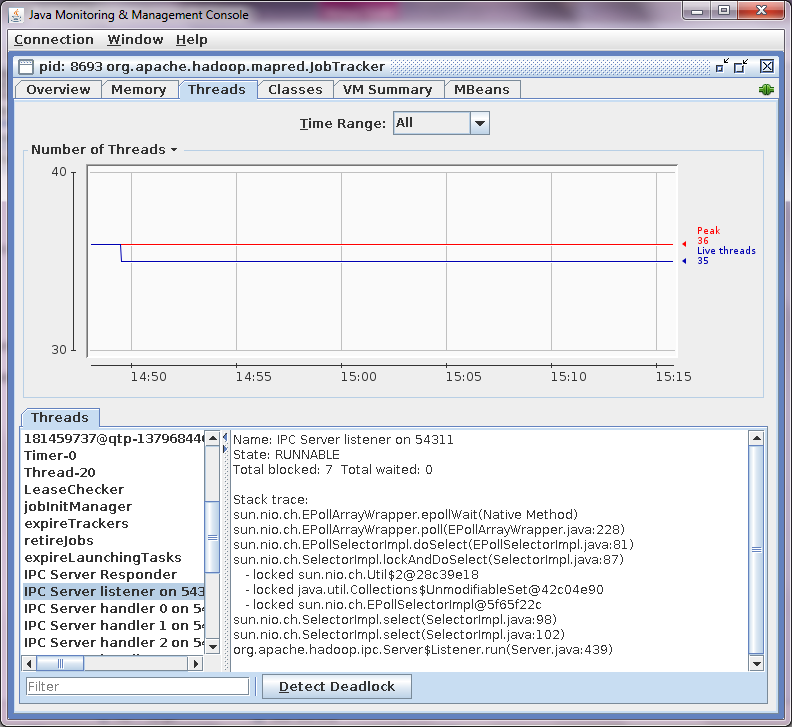 Java Monitoring & Management Console
Connection Window Help
pid: 8693 org.apache.hadoop.mapred.JobTracker
Overview Memory Threads Classes VM Summary MBeans
Time Range: All
Number of Threads
40
30
Peak
36
Live threads
35
14:50 14:55 15:00 15:05 15:10 15:15
Threads
181459737@qtp-13796844
Timer-0
Thread-20
LeaseChecker
jobInitManager
expireTrackers
retireJobs
expireLaunchingTasks
IPC Server Responder
IPC Server listener on 543
IPC Server handler 0 on 54
IPC Server handler 1 on 54
IPC Server handler 2 on 54
Name: IPC Server listener on 54311
State: RUNNABLE
Total blocked: 7 Total waited: 0
Stack trace:
sun.nio.ch.EPollArrayWrapper.epollWait(Native Method)
sun.nio.ch.EPollArrayWrapper.poll(EPollArrayWrapper.java:228)
sun.nio.ch.EPollSelectorImpl.doSelect(EPollSelectorImpl.java:81)
sun.nio.ch.SelectorImpl.lockAndDoSelect(SelectorImpl.java:87)
- locked sun.nio.ch.Util$2@28c39e18
- locked java.util.Collections$UnmodifiableSet@42c04e90
- locked sun.nio.ch.EPollSelectorImpl@5f65f22c
sun.nio.ch.SelectorImpl.select(SelectorImpl.java:98)
sun.nio.ch.SelectorImpl.select(SelectorImpl.java:102)
org.apache.hadoop.ipc.Server$Listener.run(Server.java:439)
Filter
Detect Deadlock